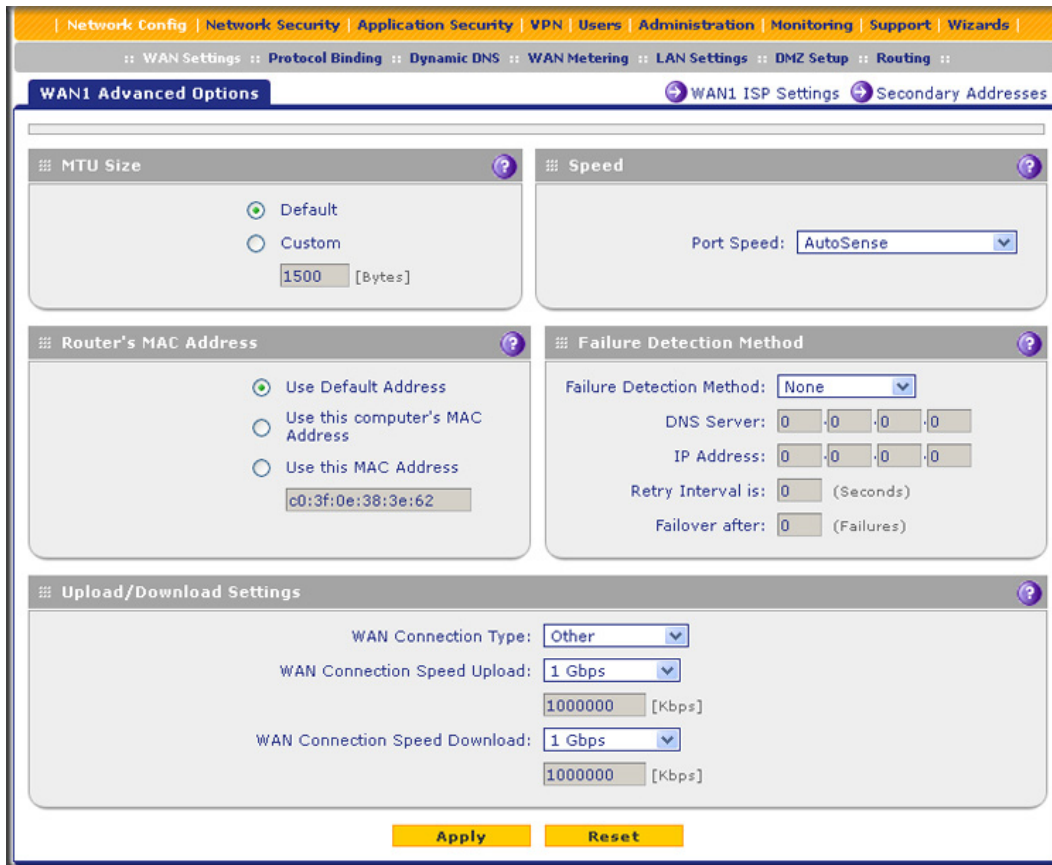 | Network Config | Network Security | Application Security | VPN | Users | Administration | Monitoring | Support | Wizards |
:: WAN Settings :: Protocol Binding :: Dynamic DNS :: WAN Metering :: LAN Settings :: DMZ Setup :: Routing ::
WAN1 Advanced Options
WAN1 ISP Settings Secondary Addresses
MTU Size ?
Default
Custom
1500 [Bytes]
Speed ?
Port Speed: AutoSense
Router's MAC Address ?
Use Default Address
Use this computer's MAC
Address
Use this MAC Address
c0:3f:0e:38:3e:62
Failure Detection Method ?
Failure Detection Method: None
DNS Server: 0 .0 .0 .0
IP Address: 0 .0 .0 .0
Retry Interval is: 0 (Seconds)
Failover after: 0 (Failures)
Upload/Download Settings ?
WAN Connection Type: Other
WAN Connection Speed Upload: 1 Gbps
1000000 [Kbps]
WAN Connection Speed Download: 1 Gbps
1000000 [Kbps]
Apply Reset